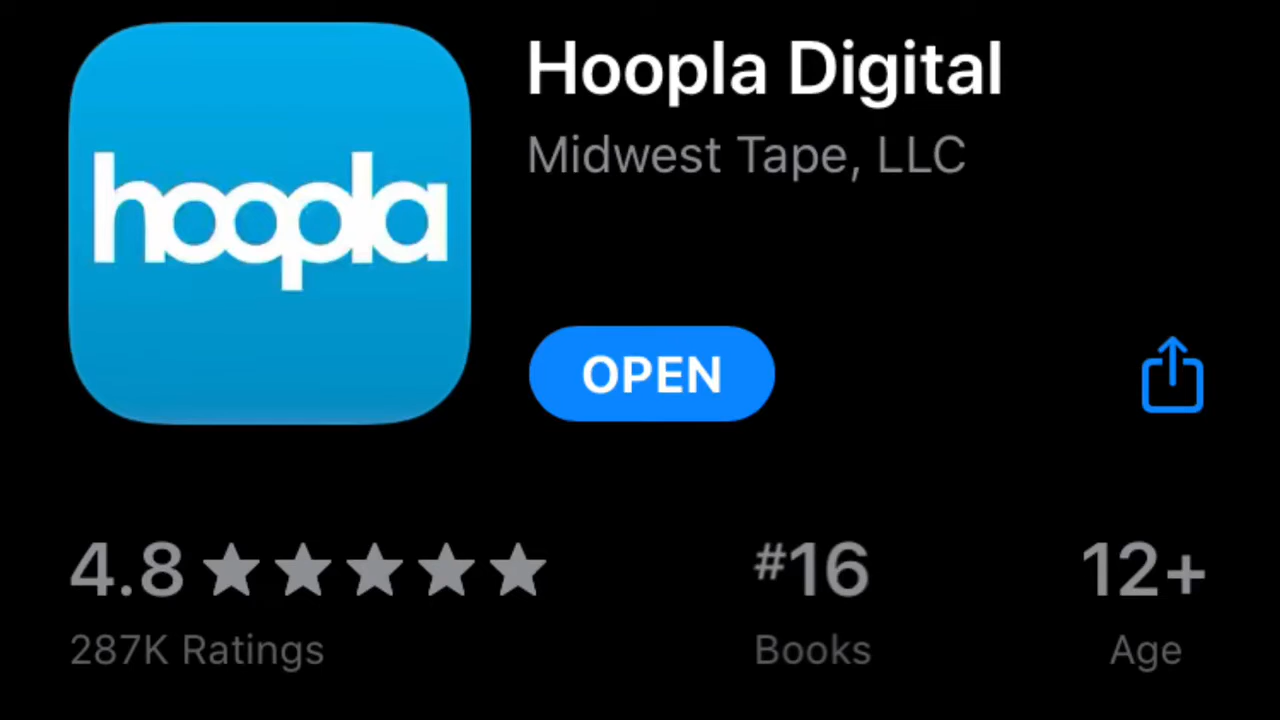 hoopla
Hoopla Digital
Midwest Tape, LLC
OPEN
4.8
287K Ratings
#16
Books
12+
Age